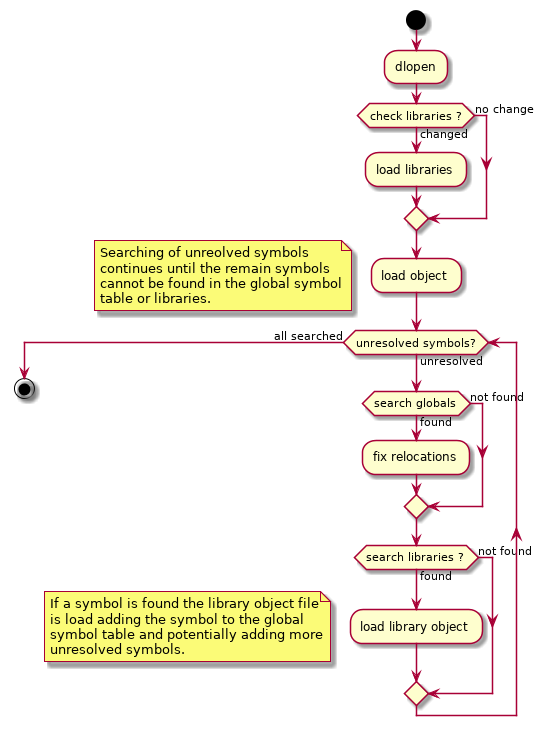 dlopen
check libraries ?
no change
changed
load libraries
Searching of unreolved symbols
continues until the remain symbols
cannot be found in the global symbol
table or libraries.
load object
all searched
unresolved symbols?
unresolved
search globals
not found
found
fix relocations
search libraries ?
not found
found
If a symbol is found the library object file
is load adding the symbol to the global
symbol table and potentially adding more
unresolved symbols.
load library object